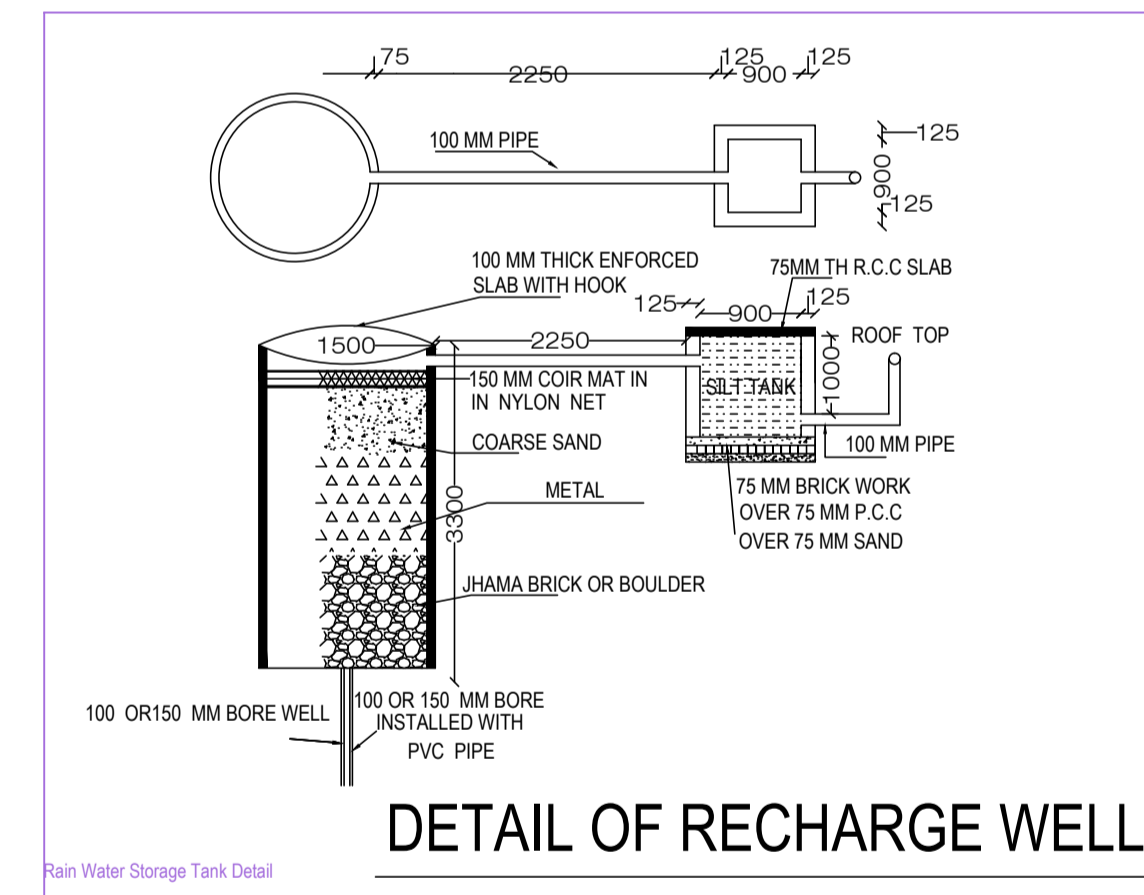 75
2250
125
900
125
100 MM PIPE
125
900
125
100 MM THICK ENFORCED
SLAB WITH HOOK
75MM TH R.C.C SLAB
125
900
125
ROOF TOP
1500
2250
1000
SILT TANK
150 MM COIR MAT IN
IN NYLON NET
COARSE SAND
100 MM PIPE
METAL
3300
75 MM BRICK WORK
OVER 75 MM P.C.C
OVER 75 MM SAND
JHAMA BRICK OR BOULDER
100 OR150 MM BORE WELL
100 OR 150 MM BORE
INSTALLED WITH
PVC PIPE
DETAIL OF RECHARGE WELL
Rain Water Storage Tank Detail